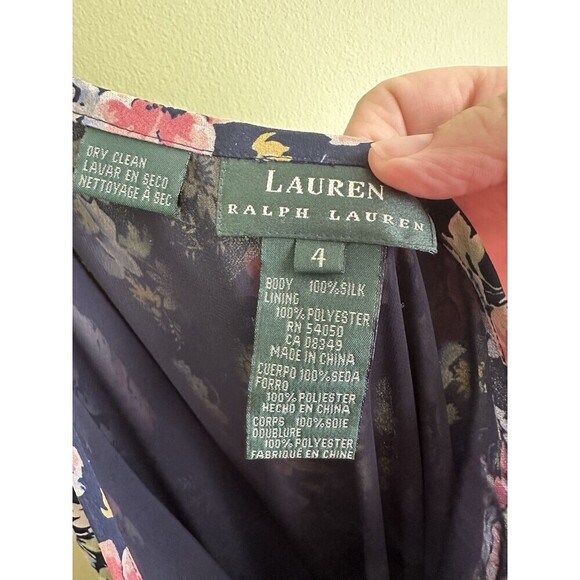 DRY CLEAN
LAVAR EN SECO
NETTOYAGE À SEC
LAUREN
RALPH LAUREN
4
BODY 100% SILK
LINING
100% POLYESTER
RN 54050
CA 08349
MADE IN CHINA
CUERPO 100% SEDA
FORRO
100% POLIESTER
HECHO EN CHINA
CORPS 100% SOIE
DOUBLURE
100% POLYESTER
FABRIQUÉ EN CHINE